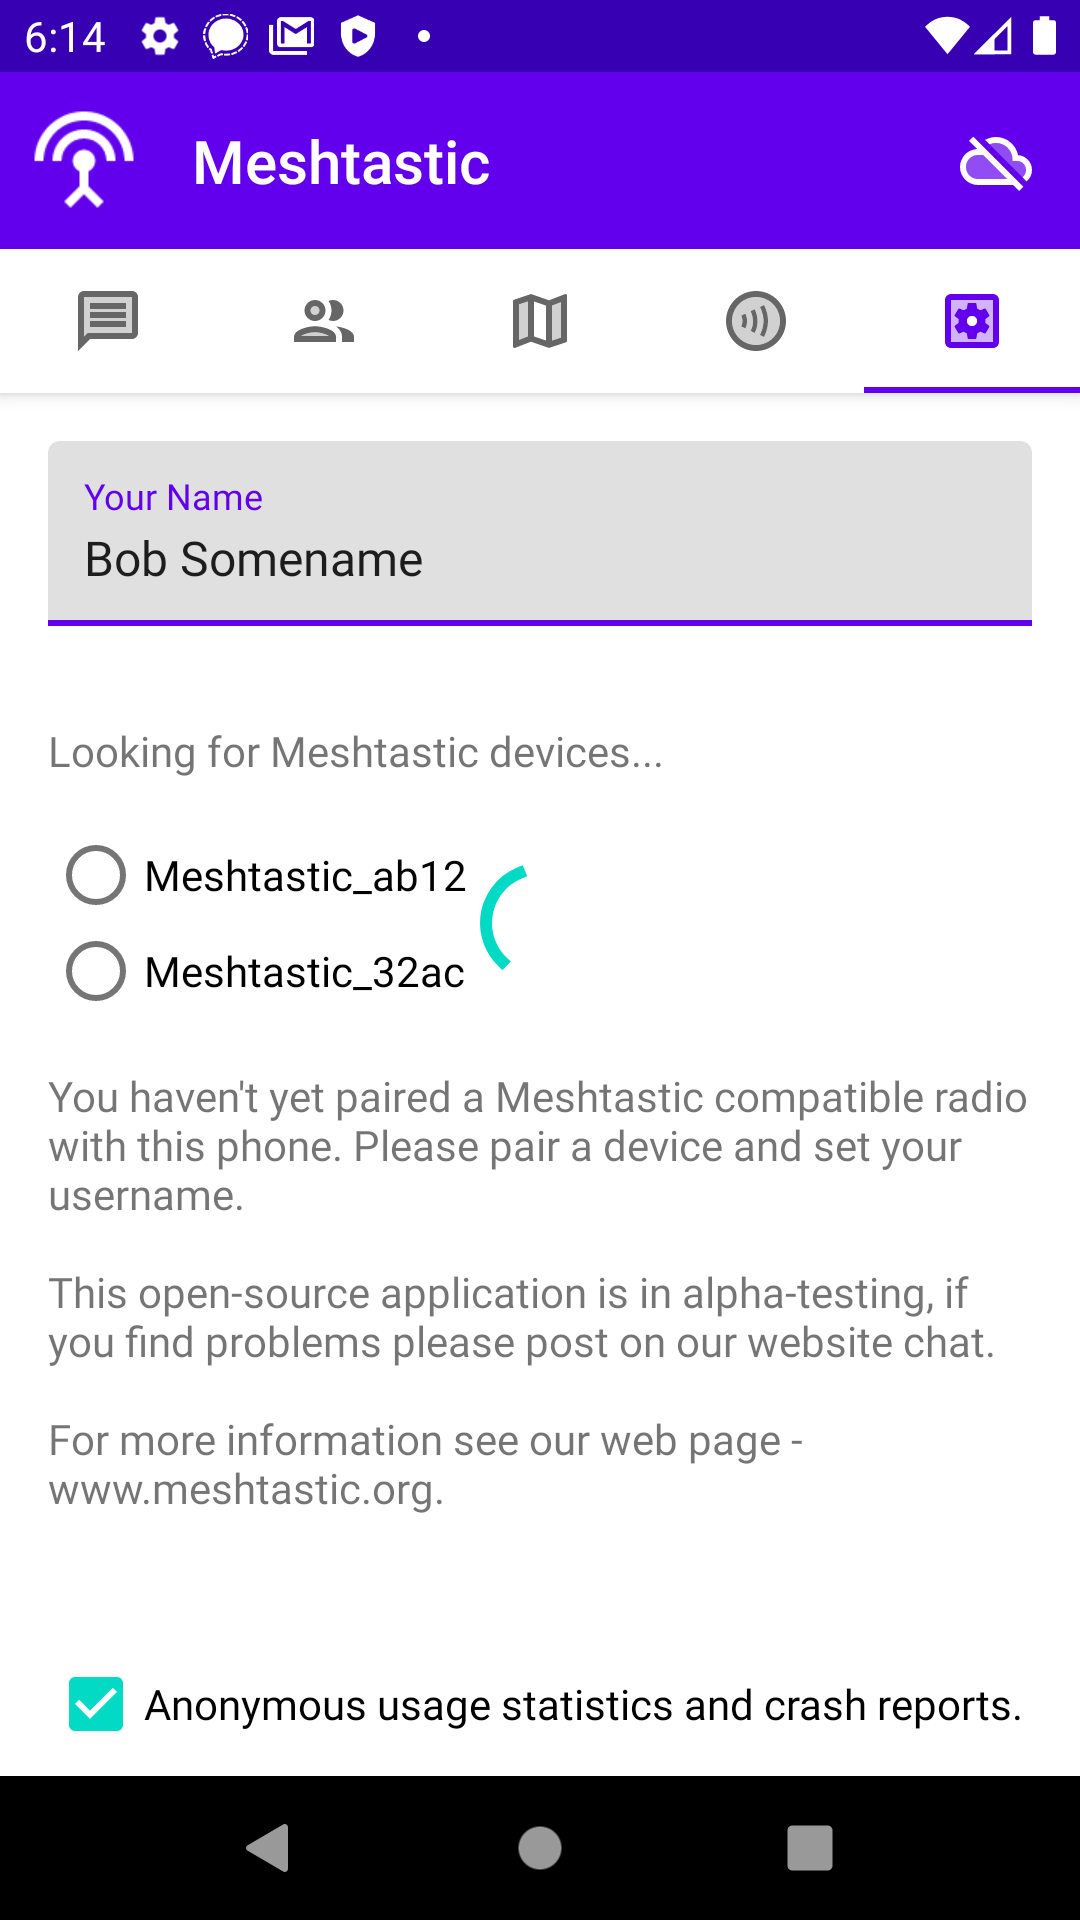 6:14
Meshtastic
Your Name
Bob Somename
Looking for Meshtastic devices...
Meshtastic_ab12
Meshtastic_32ac
You haven't yet paired a Meshtastic compatible radio
with this phone. Please pair a device and set your
username.
This open-source application is in alpha-testing, if
you find problems please post on our website chat.
For more information see our web page -
www.meshtastic.org.
Anonymous usage statistics and crash reports.